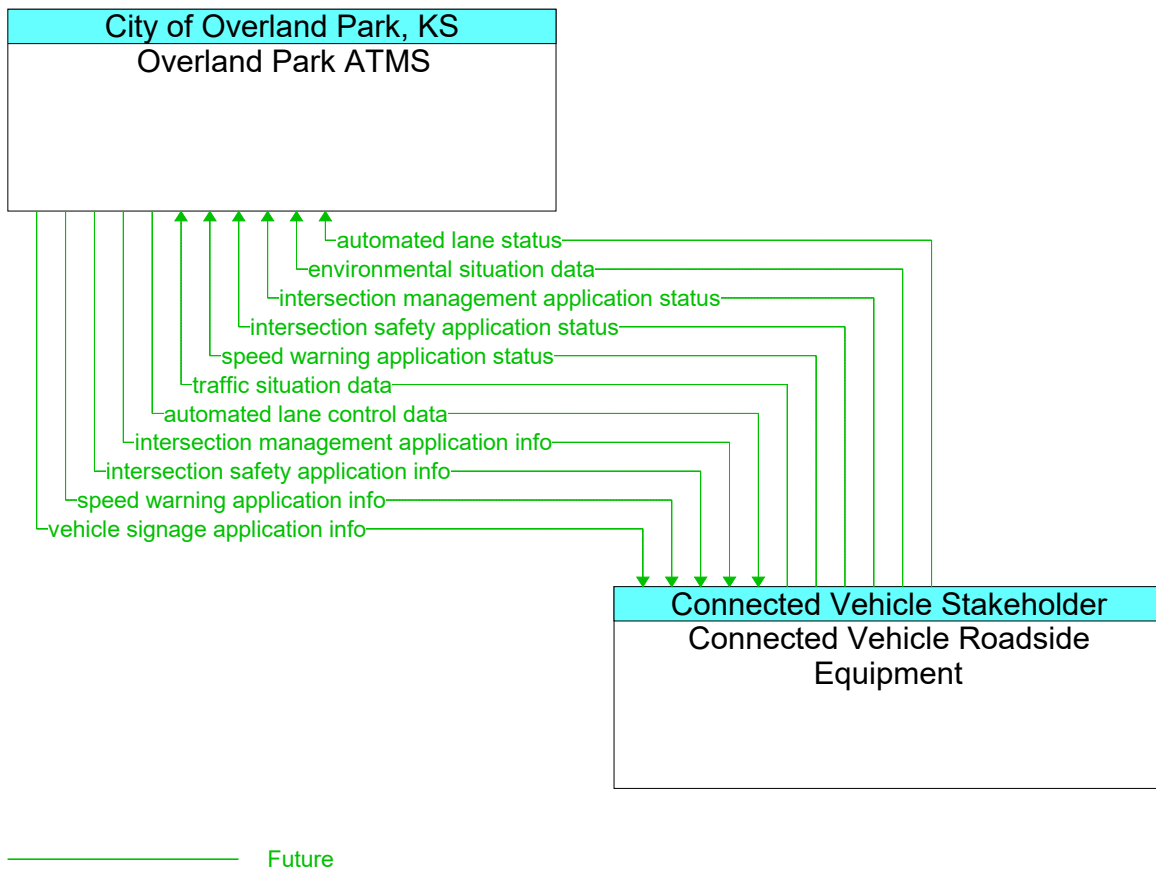 City of Overland Park, KS
Overland Park ATMS
automated lane status
environmental situation data
intersection management application status
intersection safety application status
speed warning application status
traffic situation data
automated lane control data
intersection management application info
intersection safety application info
speed warning application info
vehicle signage application info
Connected Vehicle Stakeholder
Connected Vehicle Roadside
Equipment
Future